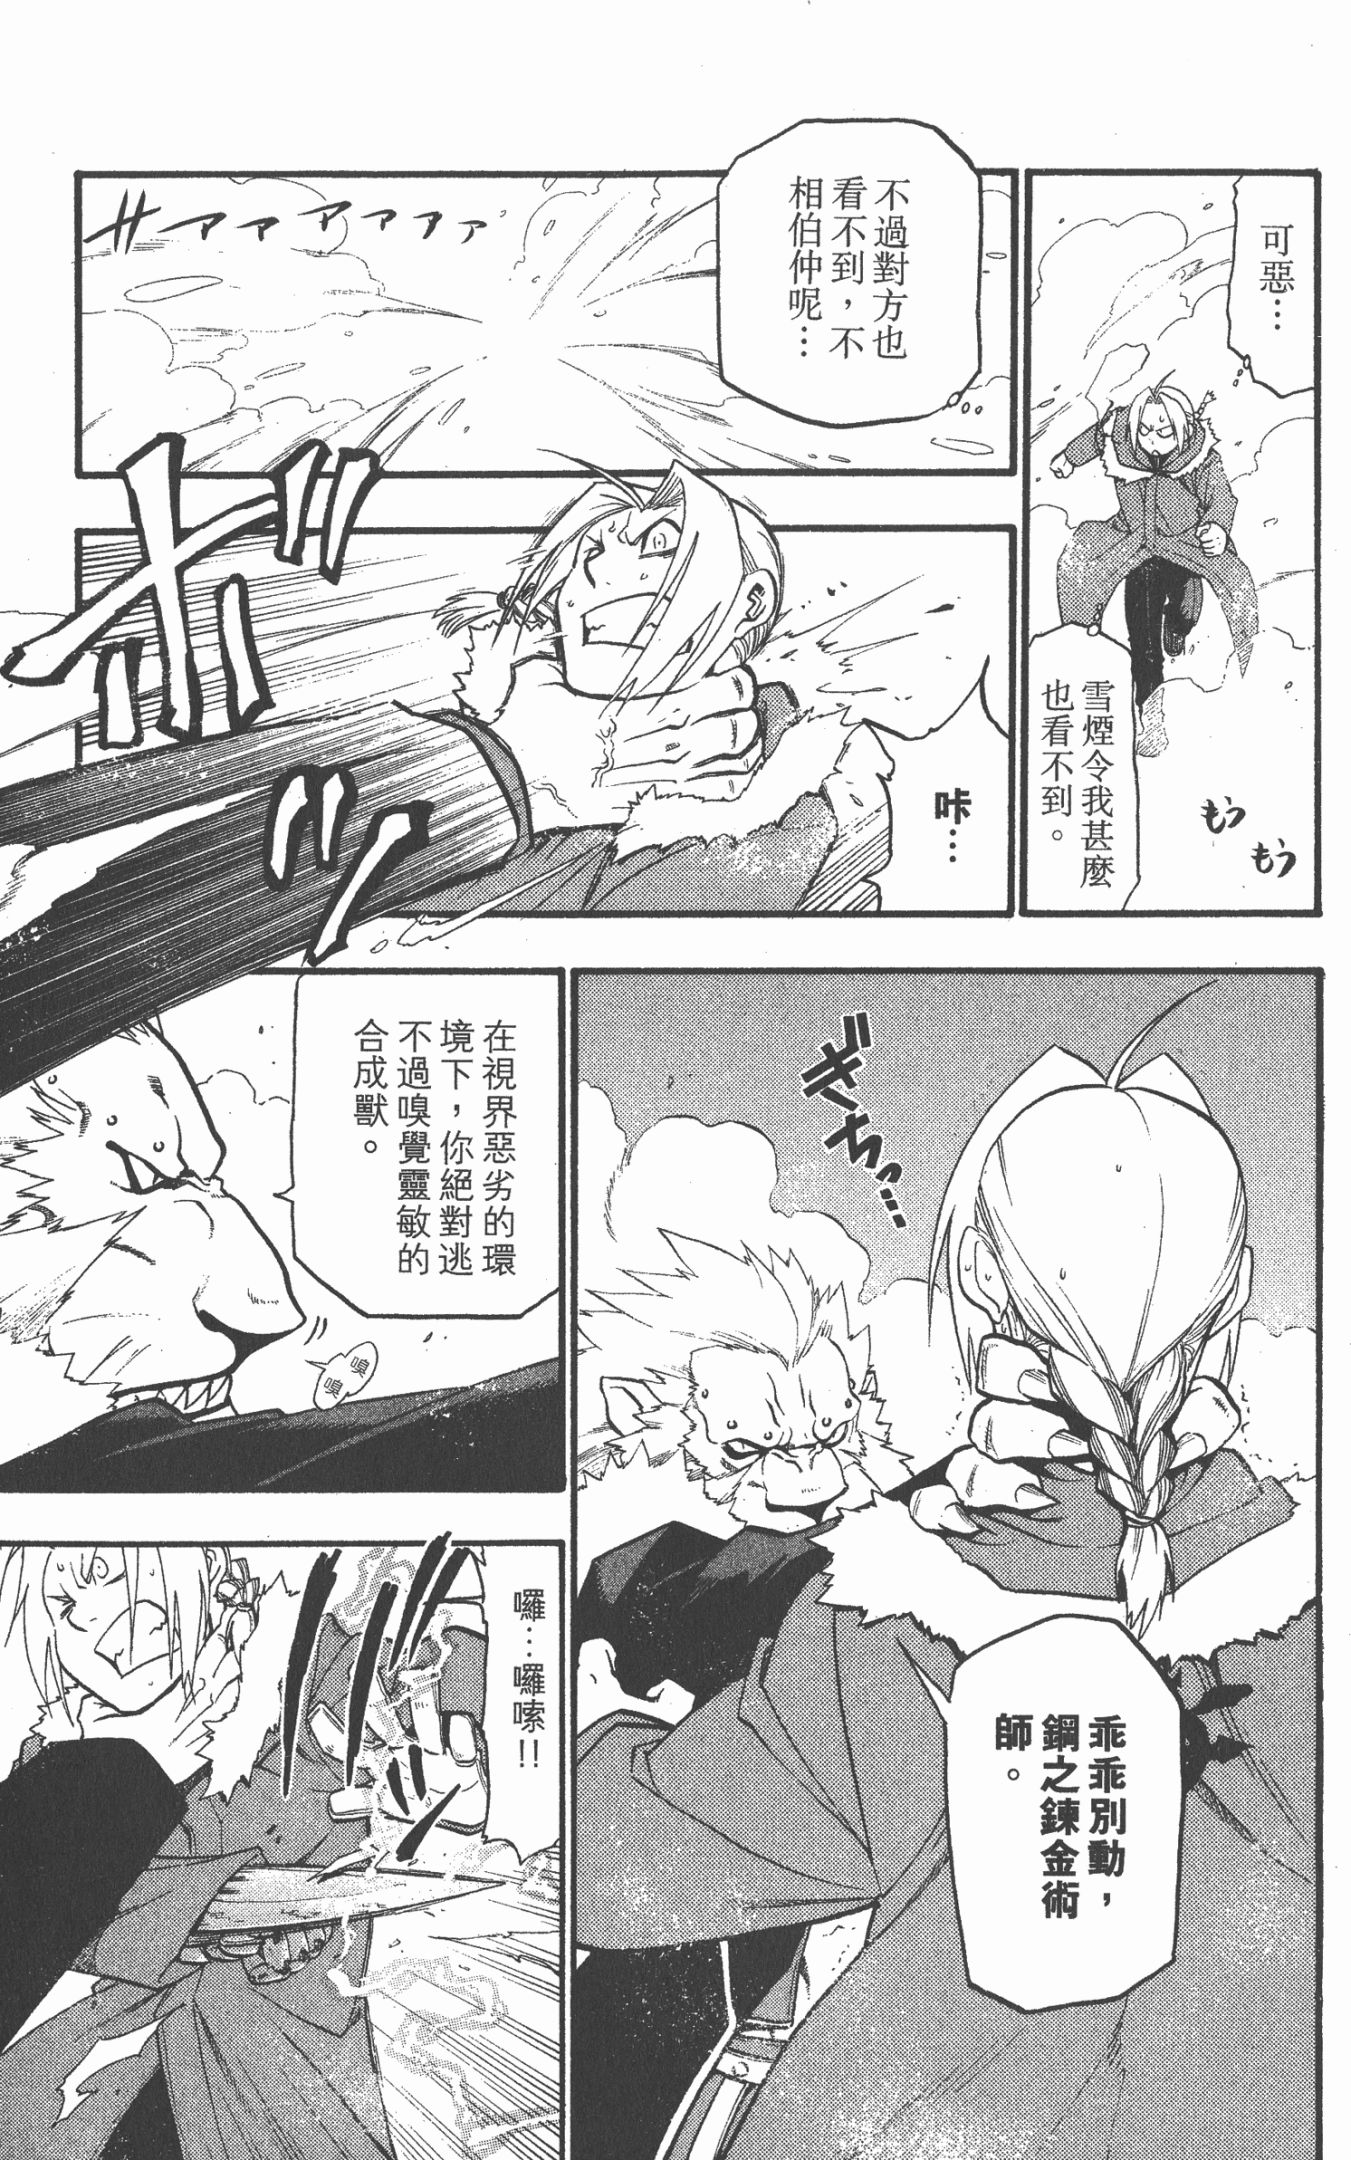 可惡…
雪煙令我甚麼
也看不到。
もう
もう
不過對方也
看不到，不
相伯仲呢…
ザァァァァァァ
咔…
ボッ
ギち…
乖乖別動，
鋼之鍊金術
師。
在視界惡劣的環
境下，你絕對逃
不過嗅覺靈敏的
合成獸。
嗅
嗅
囉…囉嗦!!